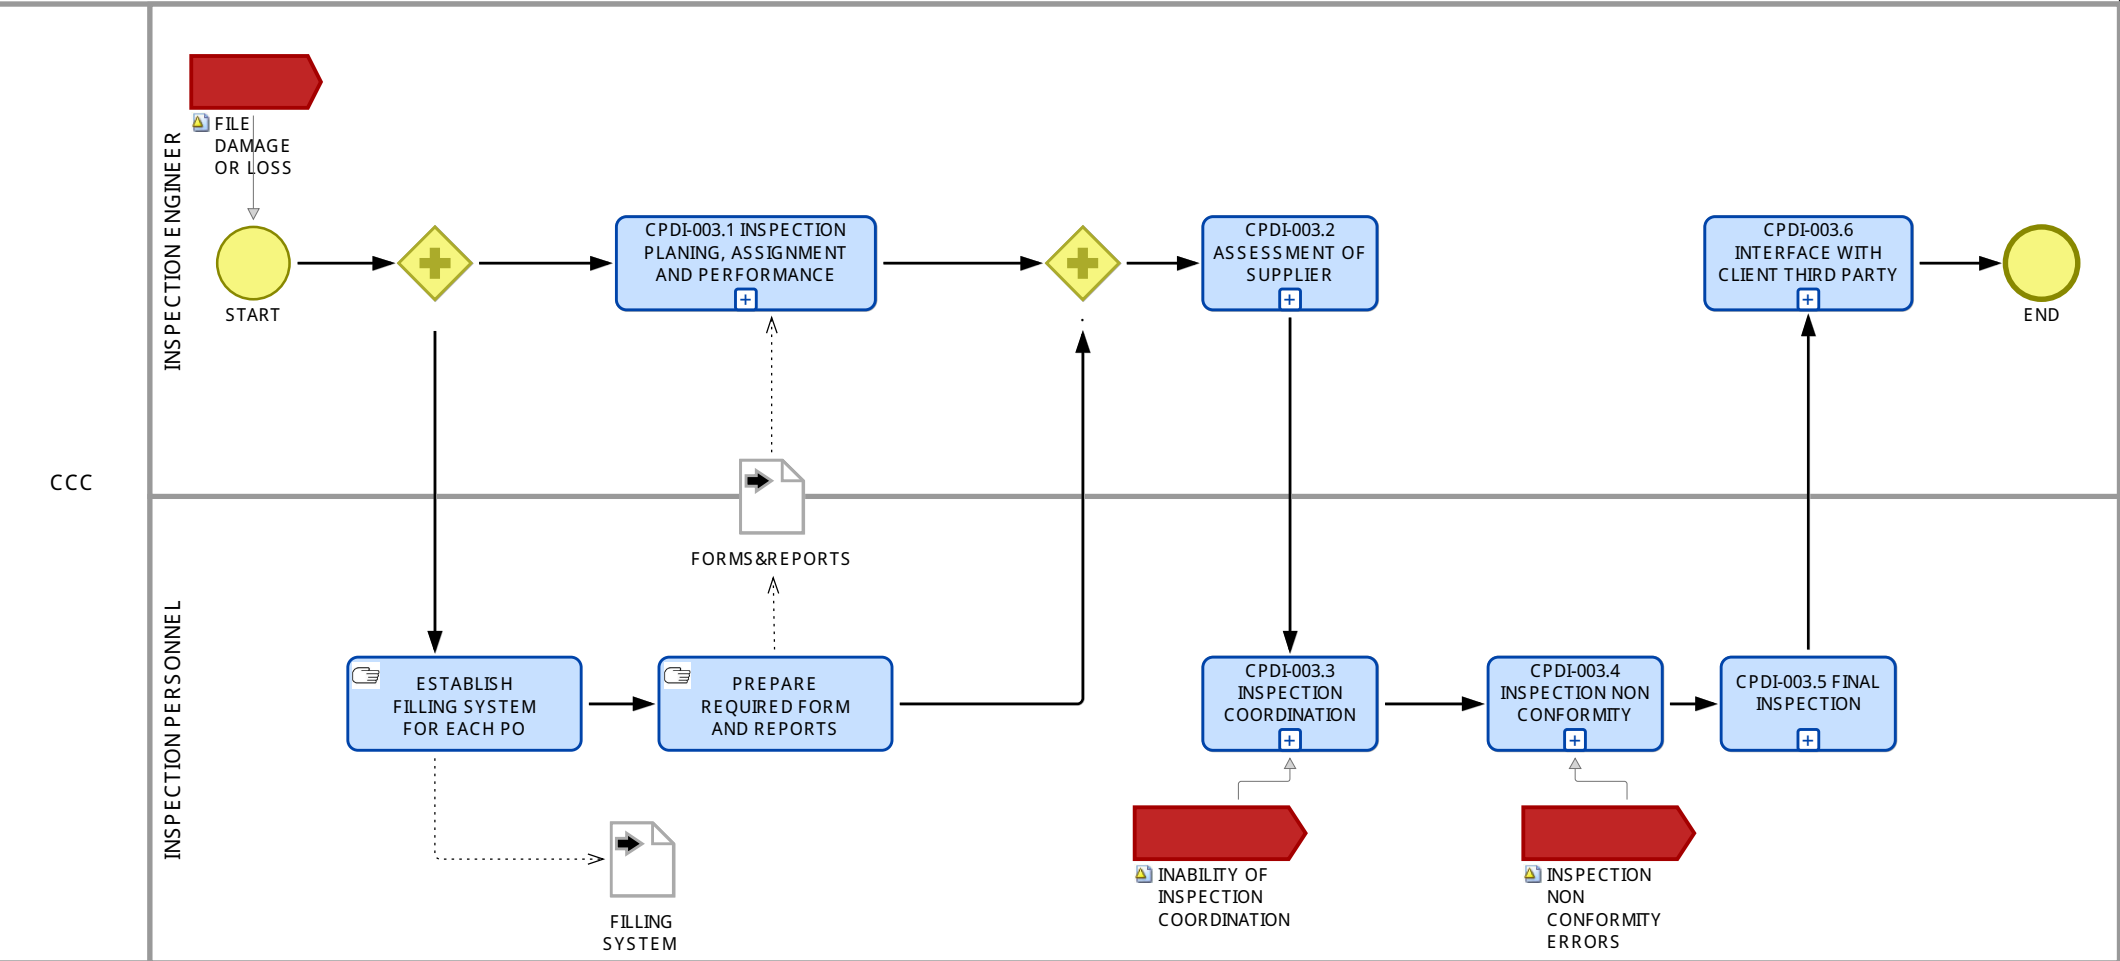 CCC
INSPECTION ENGINEER
FILE
DAMAGE
OR LOSS
START
CPDI-003.1 INSPECTION
PLANING, ASSIGNMENT
AND PERFORMANCE
.
CPDI-003.2
ASSESSMENT OF
SUPPLIER
CPDI-003.6
INTERFACE WITH
CLIENT THIRD PARTY
END
FORMS&REPORTS
INSPECTION PERSONNEL
ESTABLISH
FILLING SYSTEM
FOR EACH PO
PREPARE
REQUIRED FORM
AND REPORTS
CPDI-003.3
INSPECTION
COORDINATION
CPDI-003.4
INSPECTION NON
CONFORMITY
CPDI-003.5 FINAL
INSPECTION
FILLING
SYSTEM
INABILITY OF
INSPECTION
COORDINATION
INSPECTION
NON
CONFORMITY
ERRORS